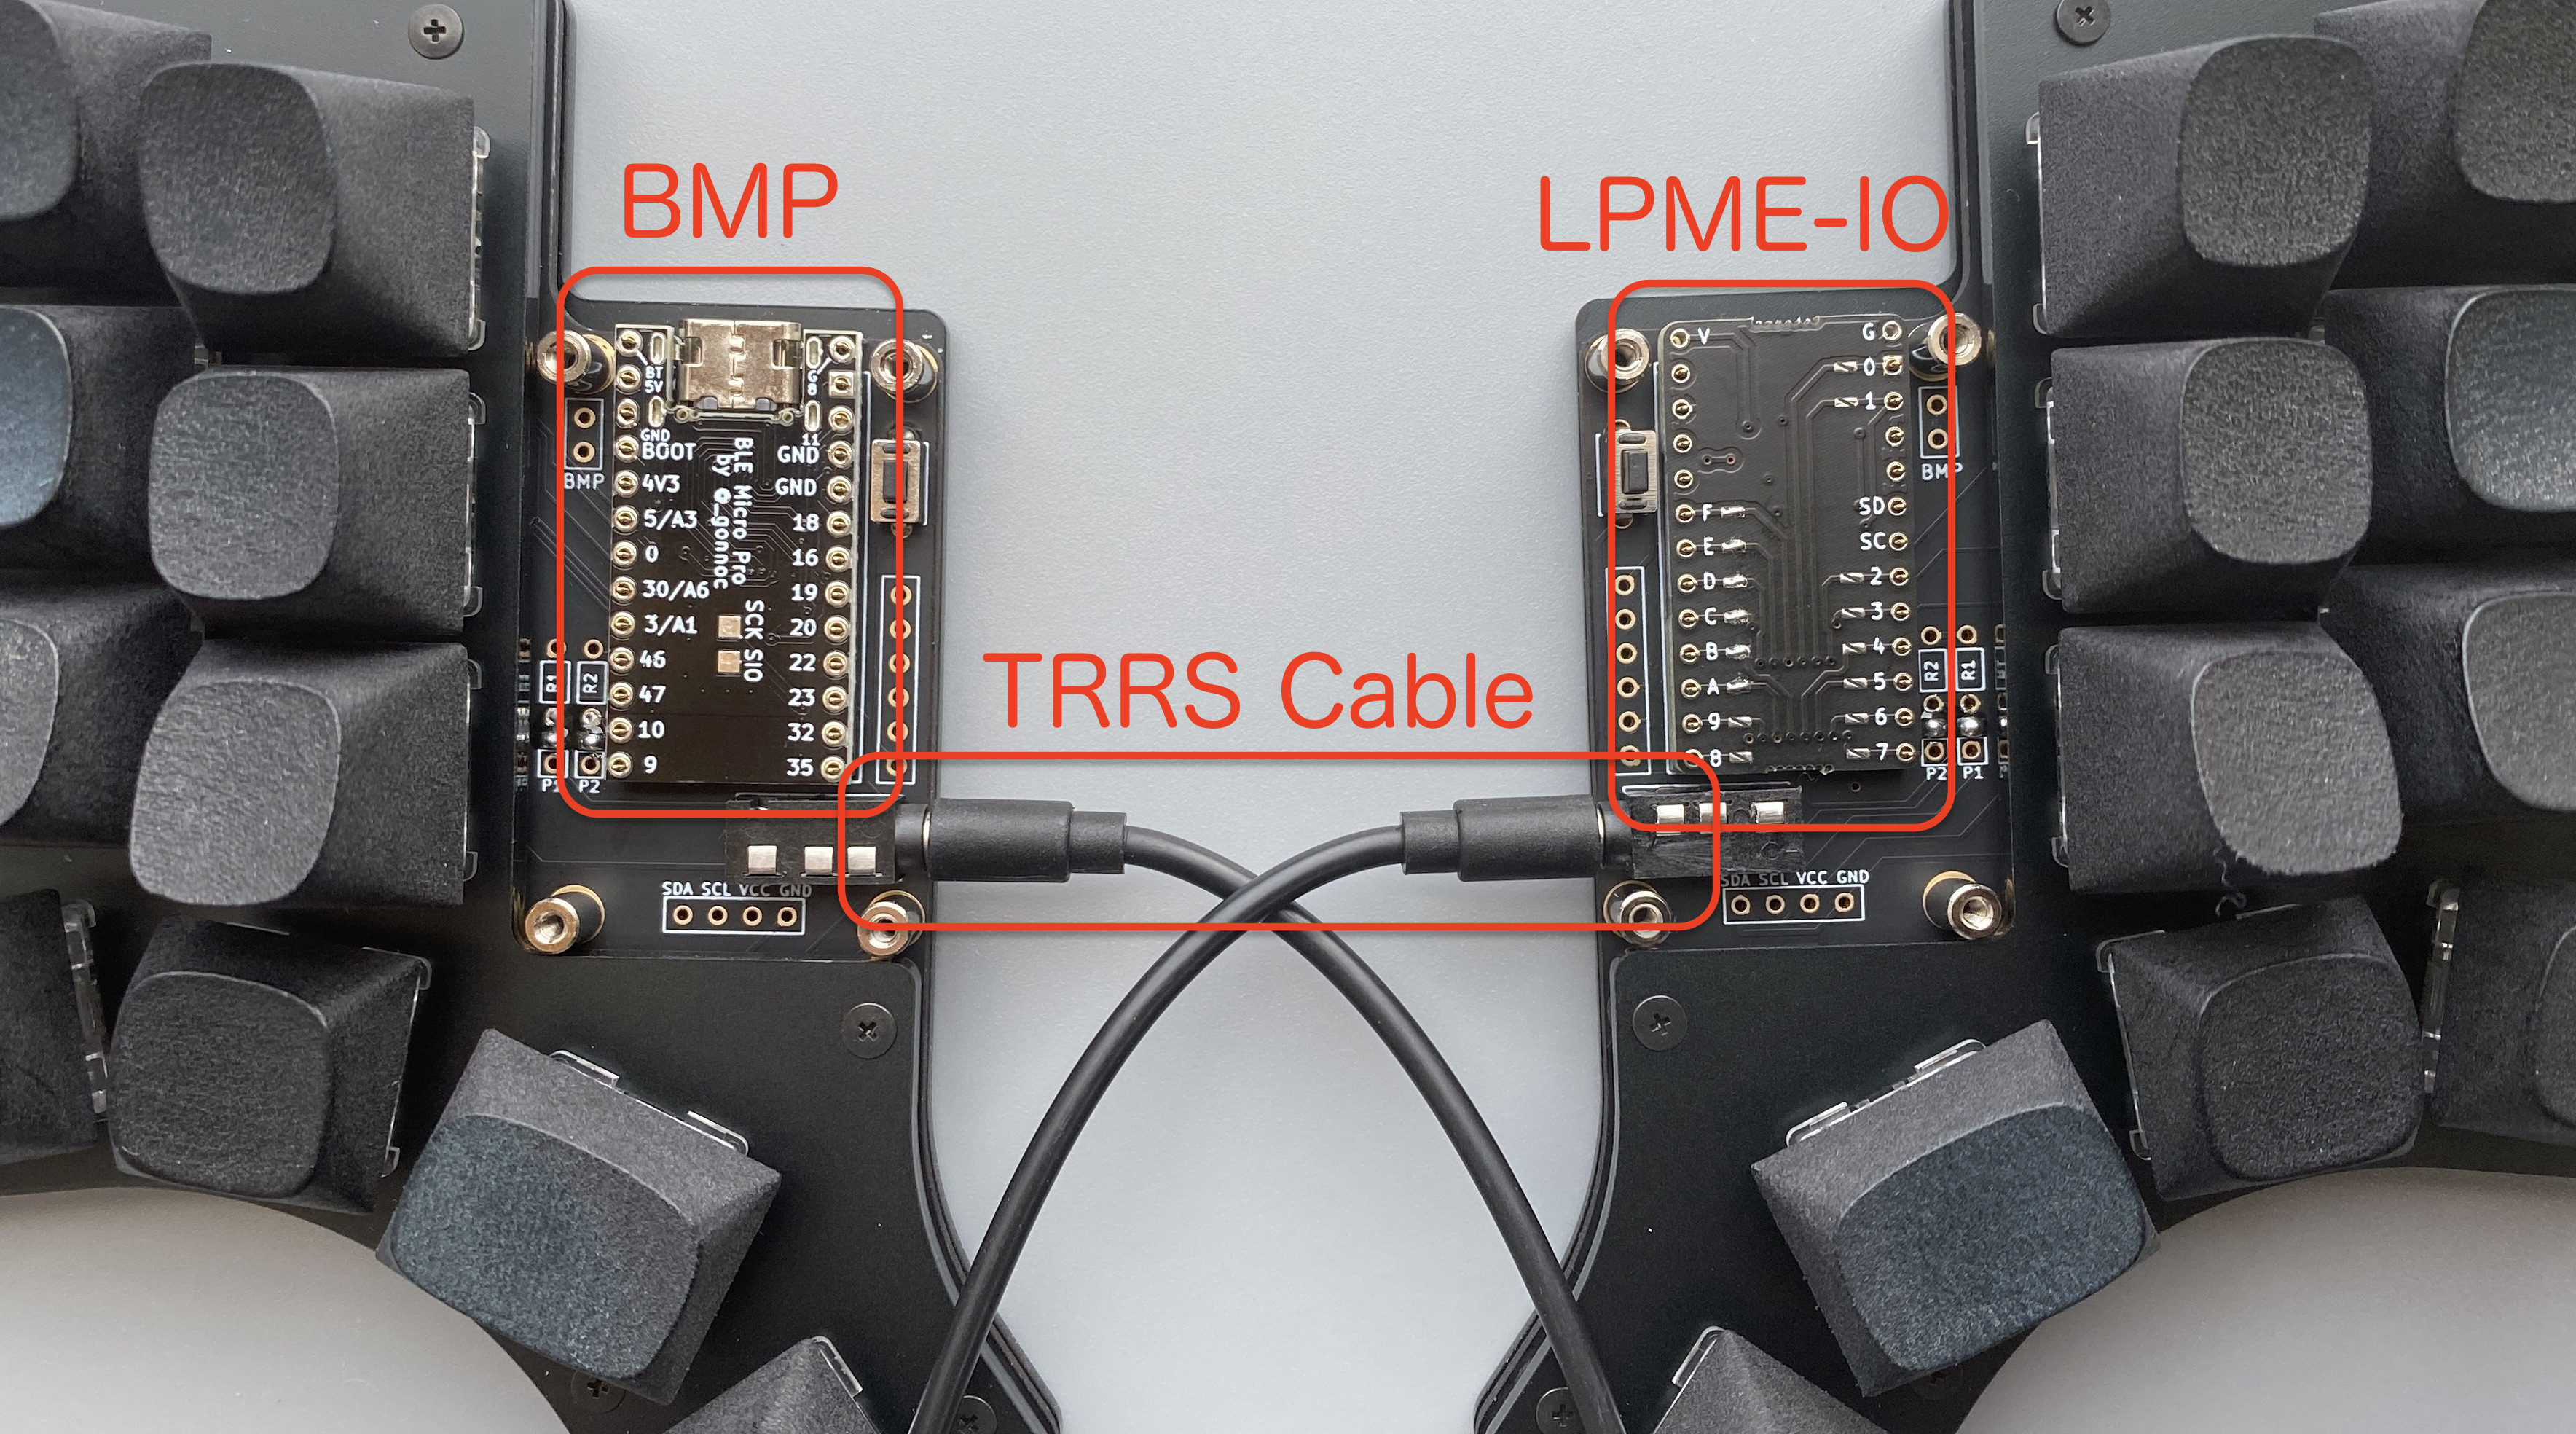 BMP
LPME-IO
TRRS Cable
BT
5V
GND
BOOT
4V3
5/A3
0
30/A6
3/A1
46
47
10
9
BLE Micro Pro
by @_gonnoc
SCK SIO
G
8
11
GND
GND
18
16
19
20
22
23
32
35
BMP
R1
R2
P1
P2
SDA SCL VCC GND
V
F
E
D
C
B
A
9
8
G
0
1
SD
SC
2
3
4
5
6
7
BMP
R2
R1
P2
P1
SDA SCL VCC GND